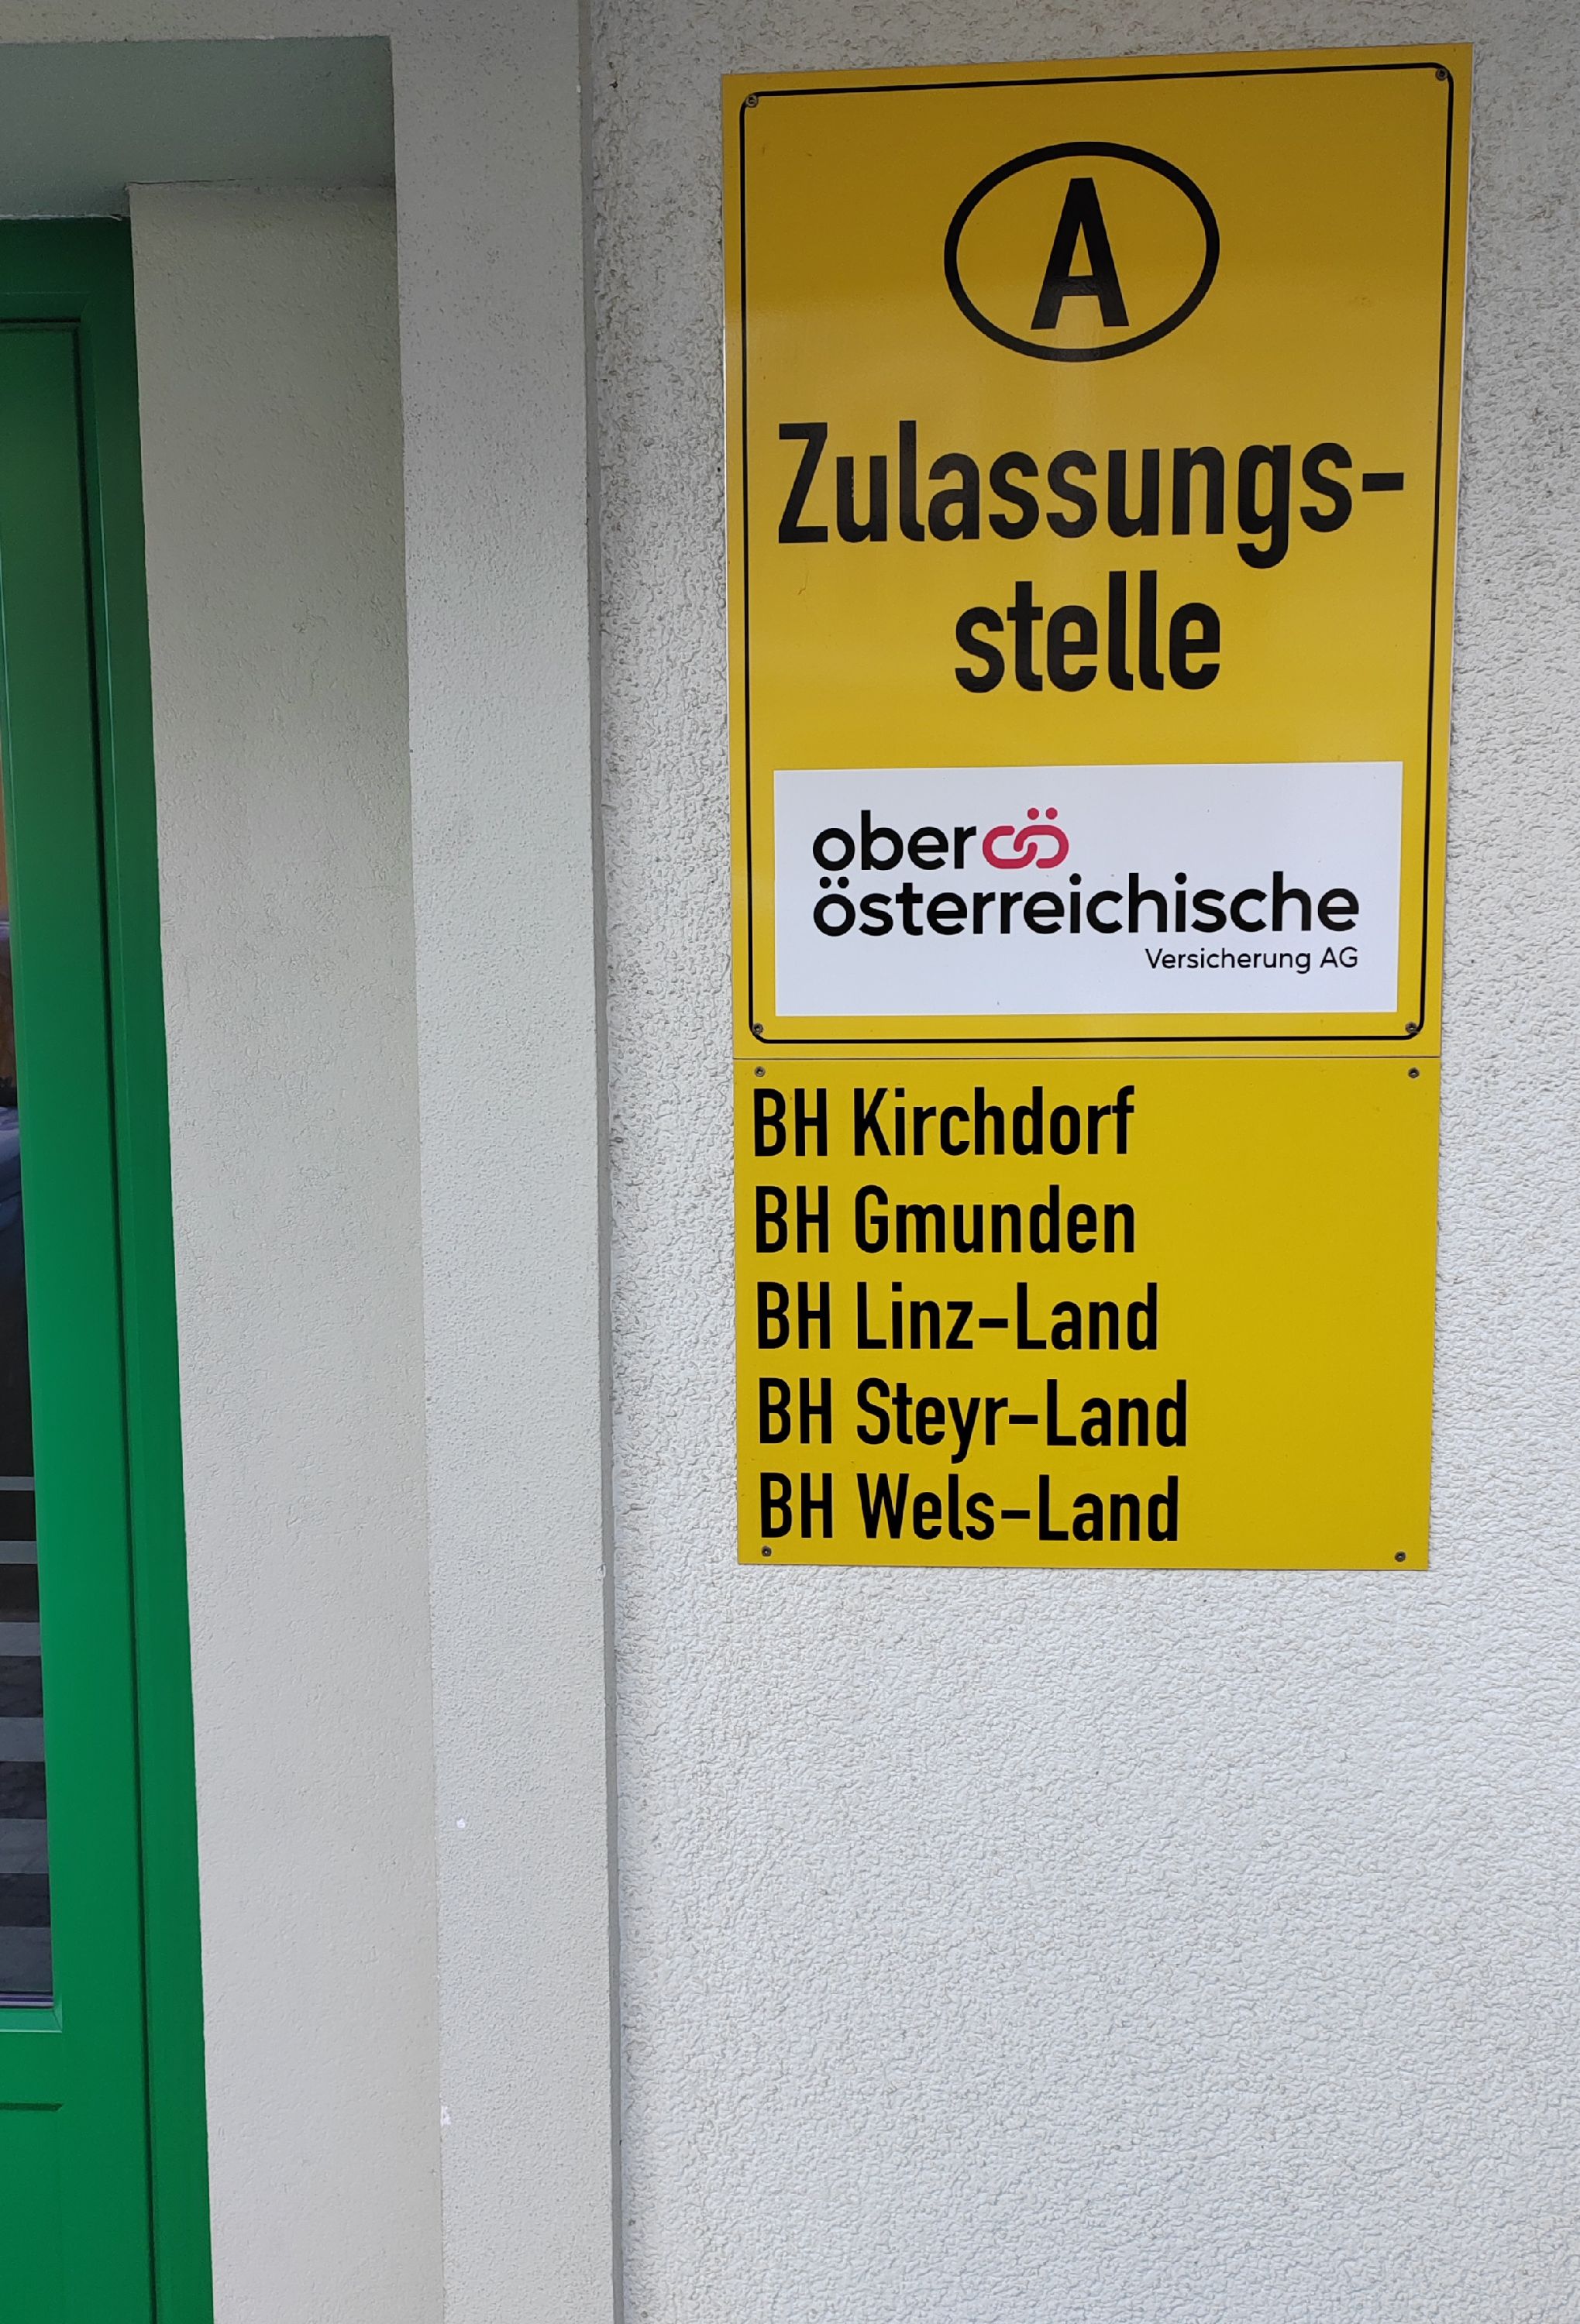 A
Zulassungs-
stelle
ober
österreichische
Versicherung AG
BH Kirchdorf
BH Gmunden
BH Linz-Land
BH Steyr-Land
BH Wels-Land